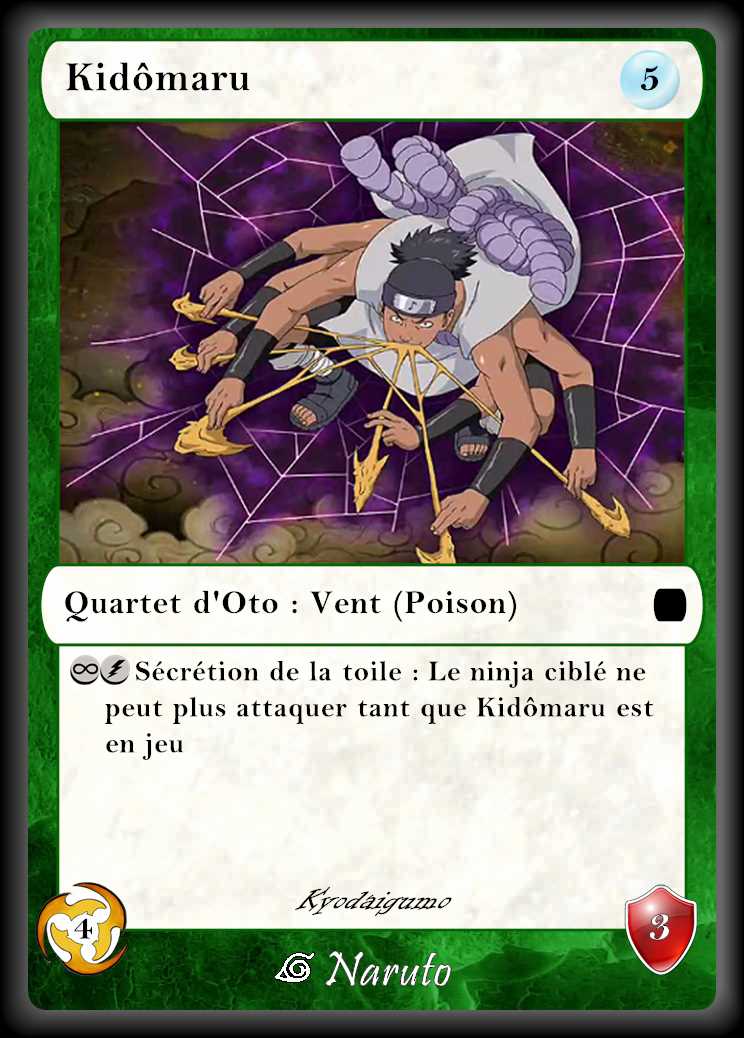 Kidômaru
5
Quartet d'Oto : Vent (Poison)
Sécrétion de la toile : Le ninja ciblé ne
peut plus attaquer tant que Kidômaru est
en jeu
Kyodaigumo
4
3
Naruto